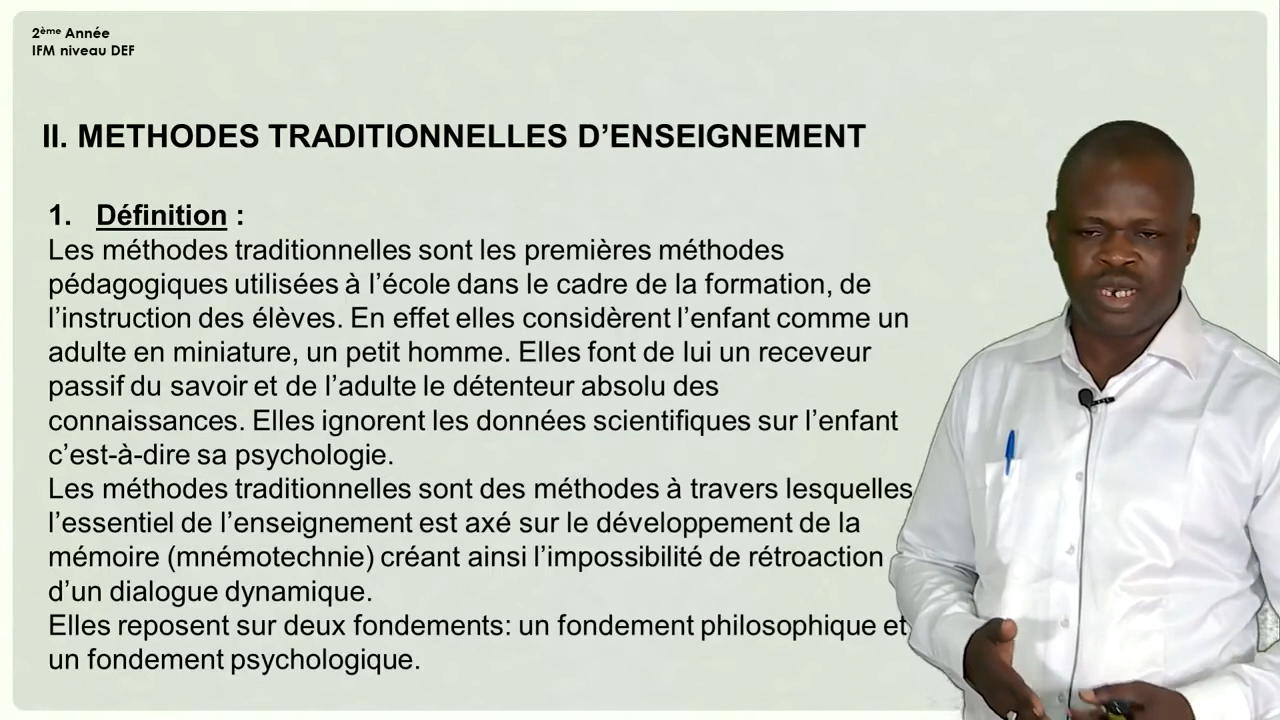 2ème Année
IFM niveau DEF
II. METHODES TRADITIONNELLES D’ENSEIGNEMENT
1. Définition :
Les méthodes traditionnelles sont les premières méthodes
pédagogiques utilisées à l’école dans le cadre de la formation, de
l’instruction des élèves. En effet elles considèrent l’enfant comme un
adulte en miniature, un petit homme. Elles font de lui un receveur
passif du savoir et de l’adulte le détenteur absolu des
connaissances. Elles ignorent les données scientifiques sur l’enfant
c’est-à-dire sa psychologie.
Les méthodes traditionnelles sont des méthodes à travers lesquelles
l’essentiel de l’enseignement est axé sur le développement de la
mémoire (mnémotechnie) créant ainsi l’impossibilité de rétroaction
d’un dialogue dynamique.
Elles reposent sur deux fondements: un fondement philosophique et
un fondement psychologique.